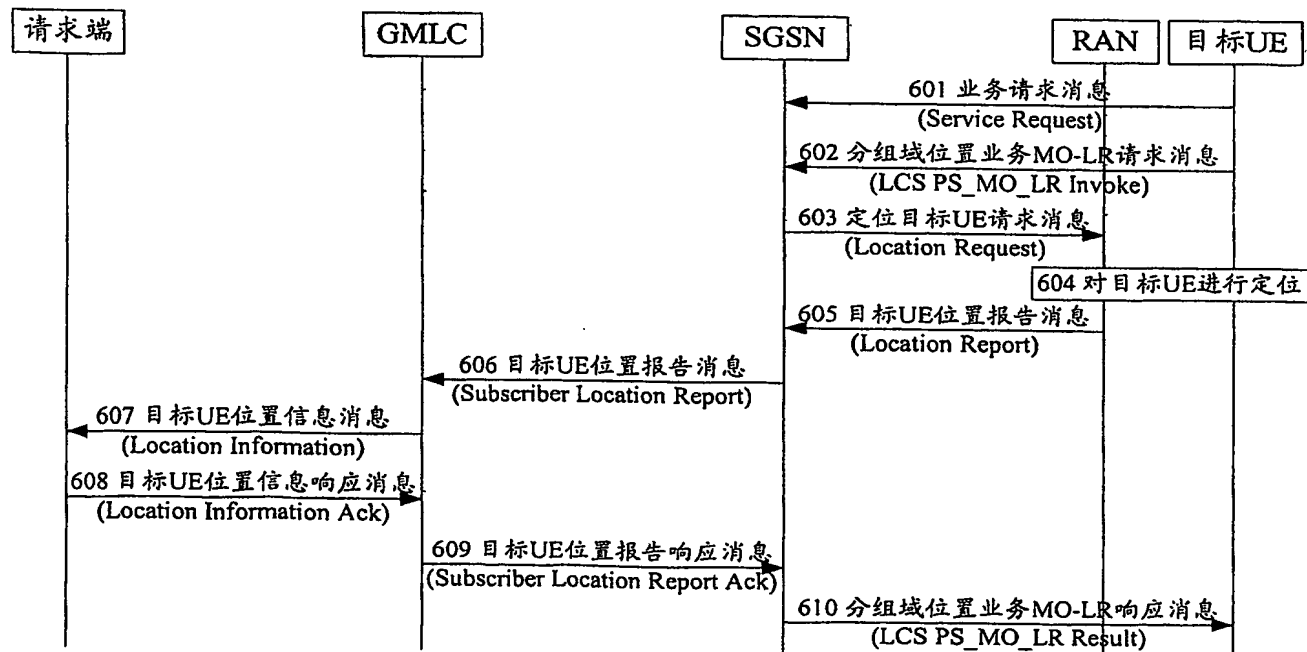 请求端
GMLC
SGSN
RAN
目标UE
601 业务请求消息
(Service Request)
602 分组域位置业务MO-LR请求消息
(LCS PS_MO_LR Invoke)
603 定位目标UE请求消息
(Location Request)
604 对目标UE进行定位
605 目标UE位置报告消息
(Location Report)
606 目标UE位置报告消息
(Subscriber Location Report)
607 目标UE位置信息消息
(Location Information)
608 目标UE位置信息响应消息
(Location Information Ack)
609 目标UE位置报告响应消息
(Subscriber Location Report Ack)
610 分组域位置业务MO-LR响应消息
(LCS PS_MO_LR Result)